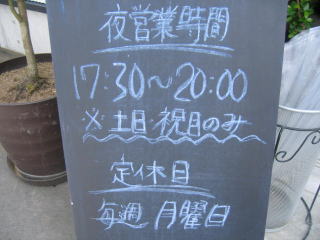 夜営業時間
17:30～20:00
※土日祝日のみ
定休日
毎週 月曜日